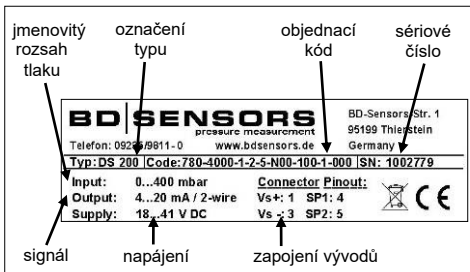 jmenovitý rozsah tlaku
označení typu
objednací kód
sériové číslo
BD SENSORS
pressure measurement
BD-Sensors-Str. 1
95199 Thierstein
Germany
Telefon: 09235/9811-0 www.bdsensors.de
Typ: DS 200 Code:780-4000-1-2-5-N00-100-1-000 SN: 1002779
Input: 0...400 mbar
Output: 4...20 mA / 2-wire
Supply: 18...41 V DC
Connector Pinout:
Vs+: 1 SP1: 4
Vs -: 3 SP2: 5
CE
signál
napájení
zapojení vývodů